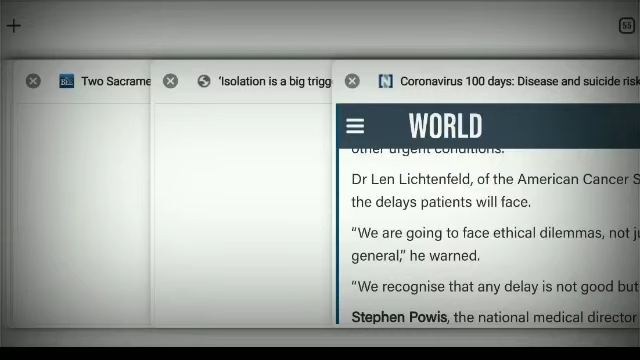 55
Two Sacrame
'Isolation is a big trigg
Coronavirus 100 days: Disease and suicide risk
WORLD
other urgent conditions.
Dr Len Lichtenfeld, of the American Cancer S
the delays patients will face.
“We are going to face ethical dilemmas, not ju
general,” he warned.
“We recognise that any delay is not good but
Stephen Powis, the national medical director